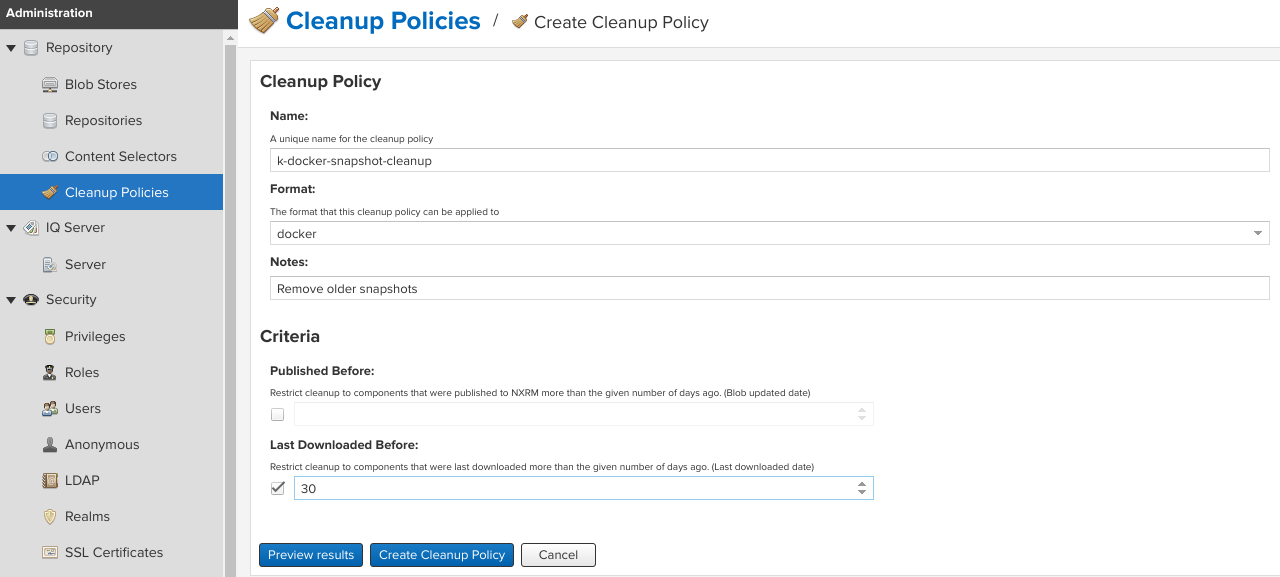 Administration
Repository
Blob Stores
Repositories
Content Selectors
Cleanup Policies
IQ Server
Server
Security
Privileges
Roles
Users
Anonymous
LDAP
Realms
SSL Certificates
Cleanup Policies / Create Cleanup Policy
Cleanup Policy
Name:
A unique name for the cleanup policy
k-docker-snapshot-cleanup
Format:
The format that this cleanup policy can be applied to
docker
Notes:
Remove older snapshots
Criteria
Published Before:
Restrict cleanup to components that were published to NXRM more than the given number of days ago. (Blob updated date)
Last Downloaded Before:
Restrict cleanup to components that were last downloaded more than the given number of days ago. (Last downloaded date)
30
Preview results Create Cleanup Policy Cancel